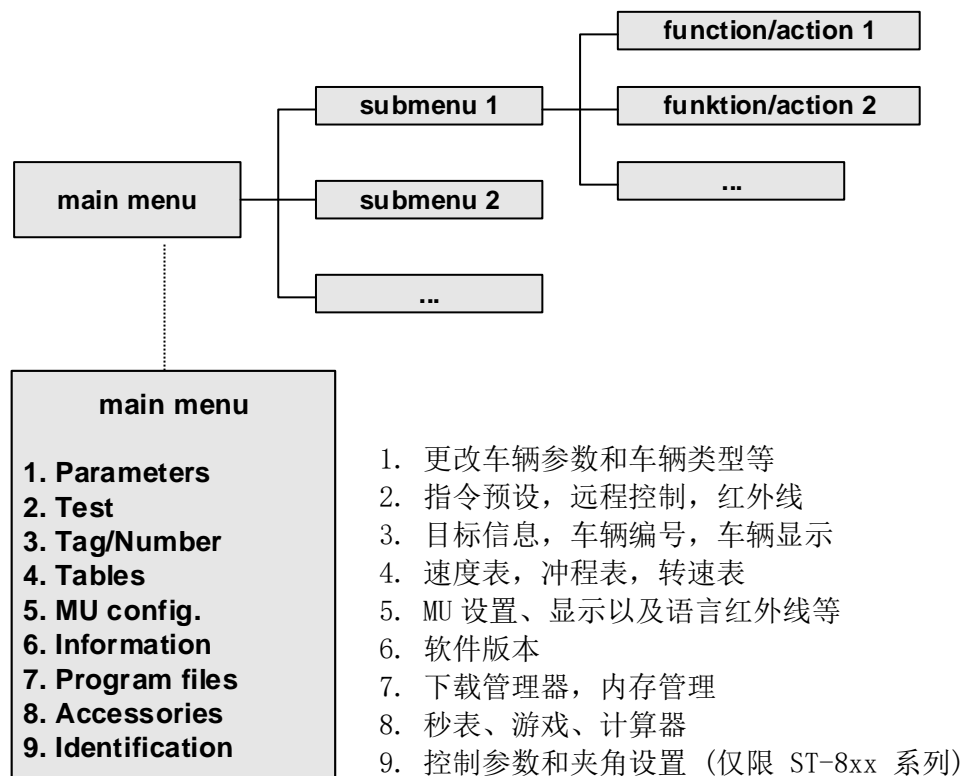 function/action 1
submenu 1
funktion/action 2
main menu
submenu 2
...
...
main menu
1. Parameters
2. Test
3. Tag/Number
4. Tables
5. MU config.
6. Information
7. Program files
8. Accessories
9. Identification
1. 更改车辆参数和车辆类型等
2. 指令预设，远程控制，红外线
3. 目标信息，车辆编号，车辆显示
4. 速度表，冲程表，转速表
5. MU 设置、显示以及语言红外线等
6. 软件版本
7. 下载管理器，内存管理
8. 秒表、游戏、计算器
9. 控制参数和夹角设置 (仅限 ST-8xx 系列)